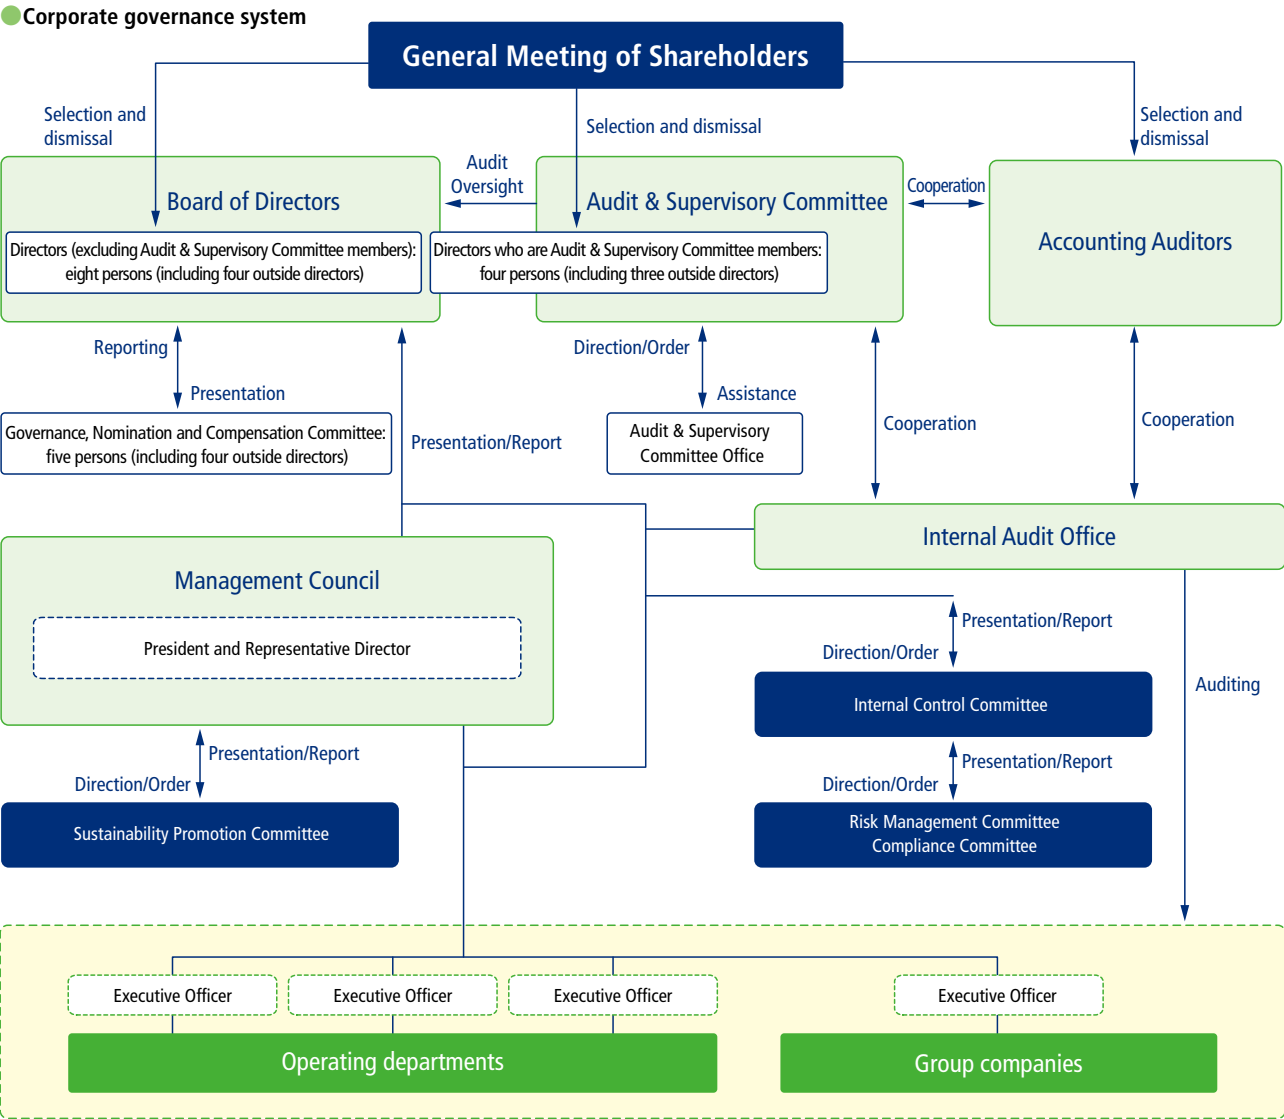 Corporate governance system
General Meeting of Shareholders
Selection and
dismissal
Selection and dismissal
Selection and
dismissal
Board of Directors
Audit
Oversight
Audit & Supervisory Committee
Cooperation
Accounting Auditors
Directors (excluding Audit & Supervisory Committee members):
eight persons (including four outside directors)
Directors who are Audit & Supervisory Committee members:
four persons (including three outside directors)
Reporting
Presentation
Direction/Order
Assistance
Governance, Nomination and Compensation Committee:
five persons (including four outside directors)
Presentation/Report
Audit & Supervisory
Committee Office
Cooperation
Cooperation
Internal Audit Office
Management Council
President and Representative Director
Presentation/Report
Direction/Order
Internal Control Committee
Auditing
Presentation/Report
Direction/Order
Presentation/Report
Direction/Order
Sustainability Promotion Committee
Risk Management Committee
Compliance Committee
Executive Officer
Executive Officer
Executive Officer
Executive Officer
Operating departments
Group companies